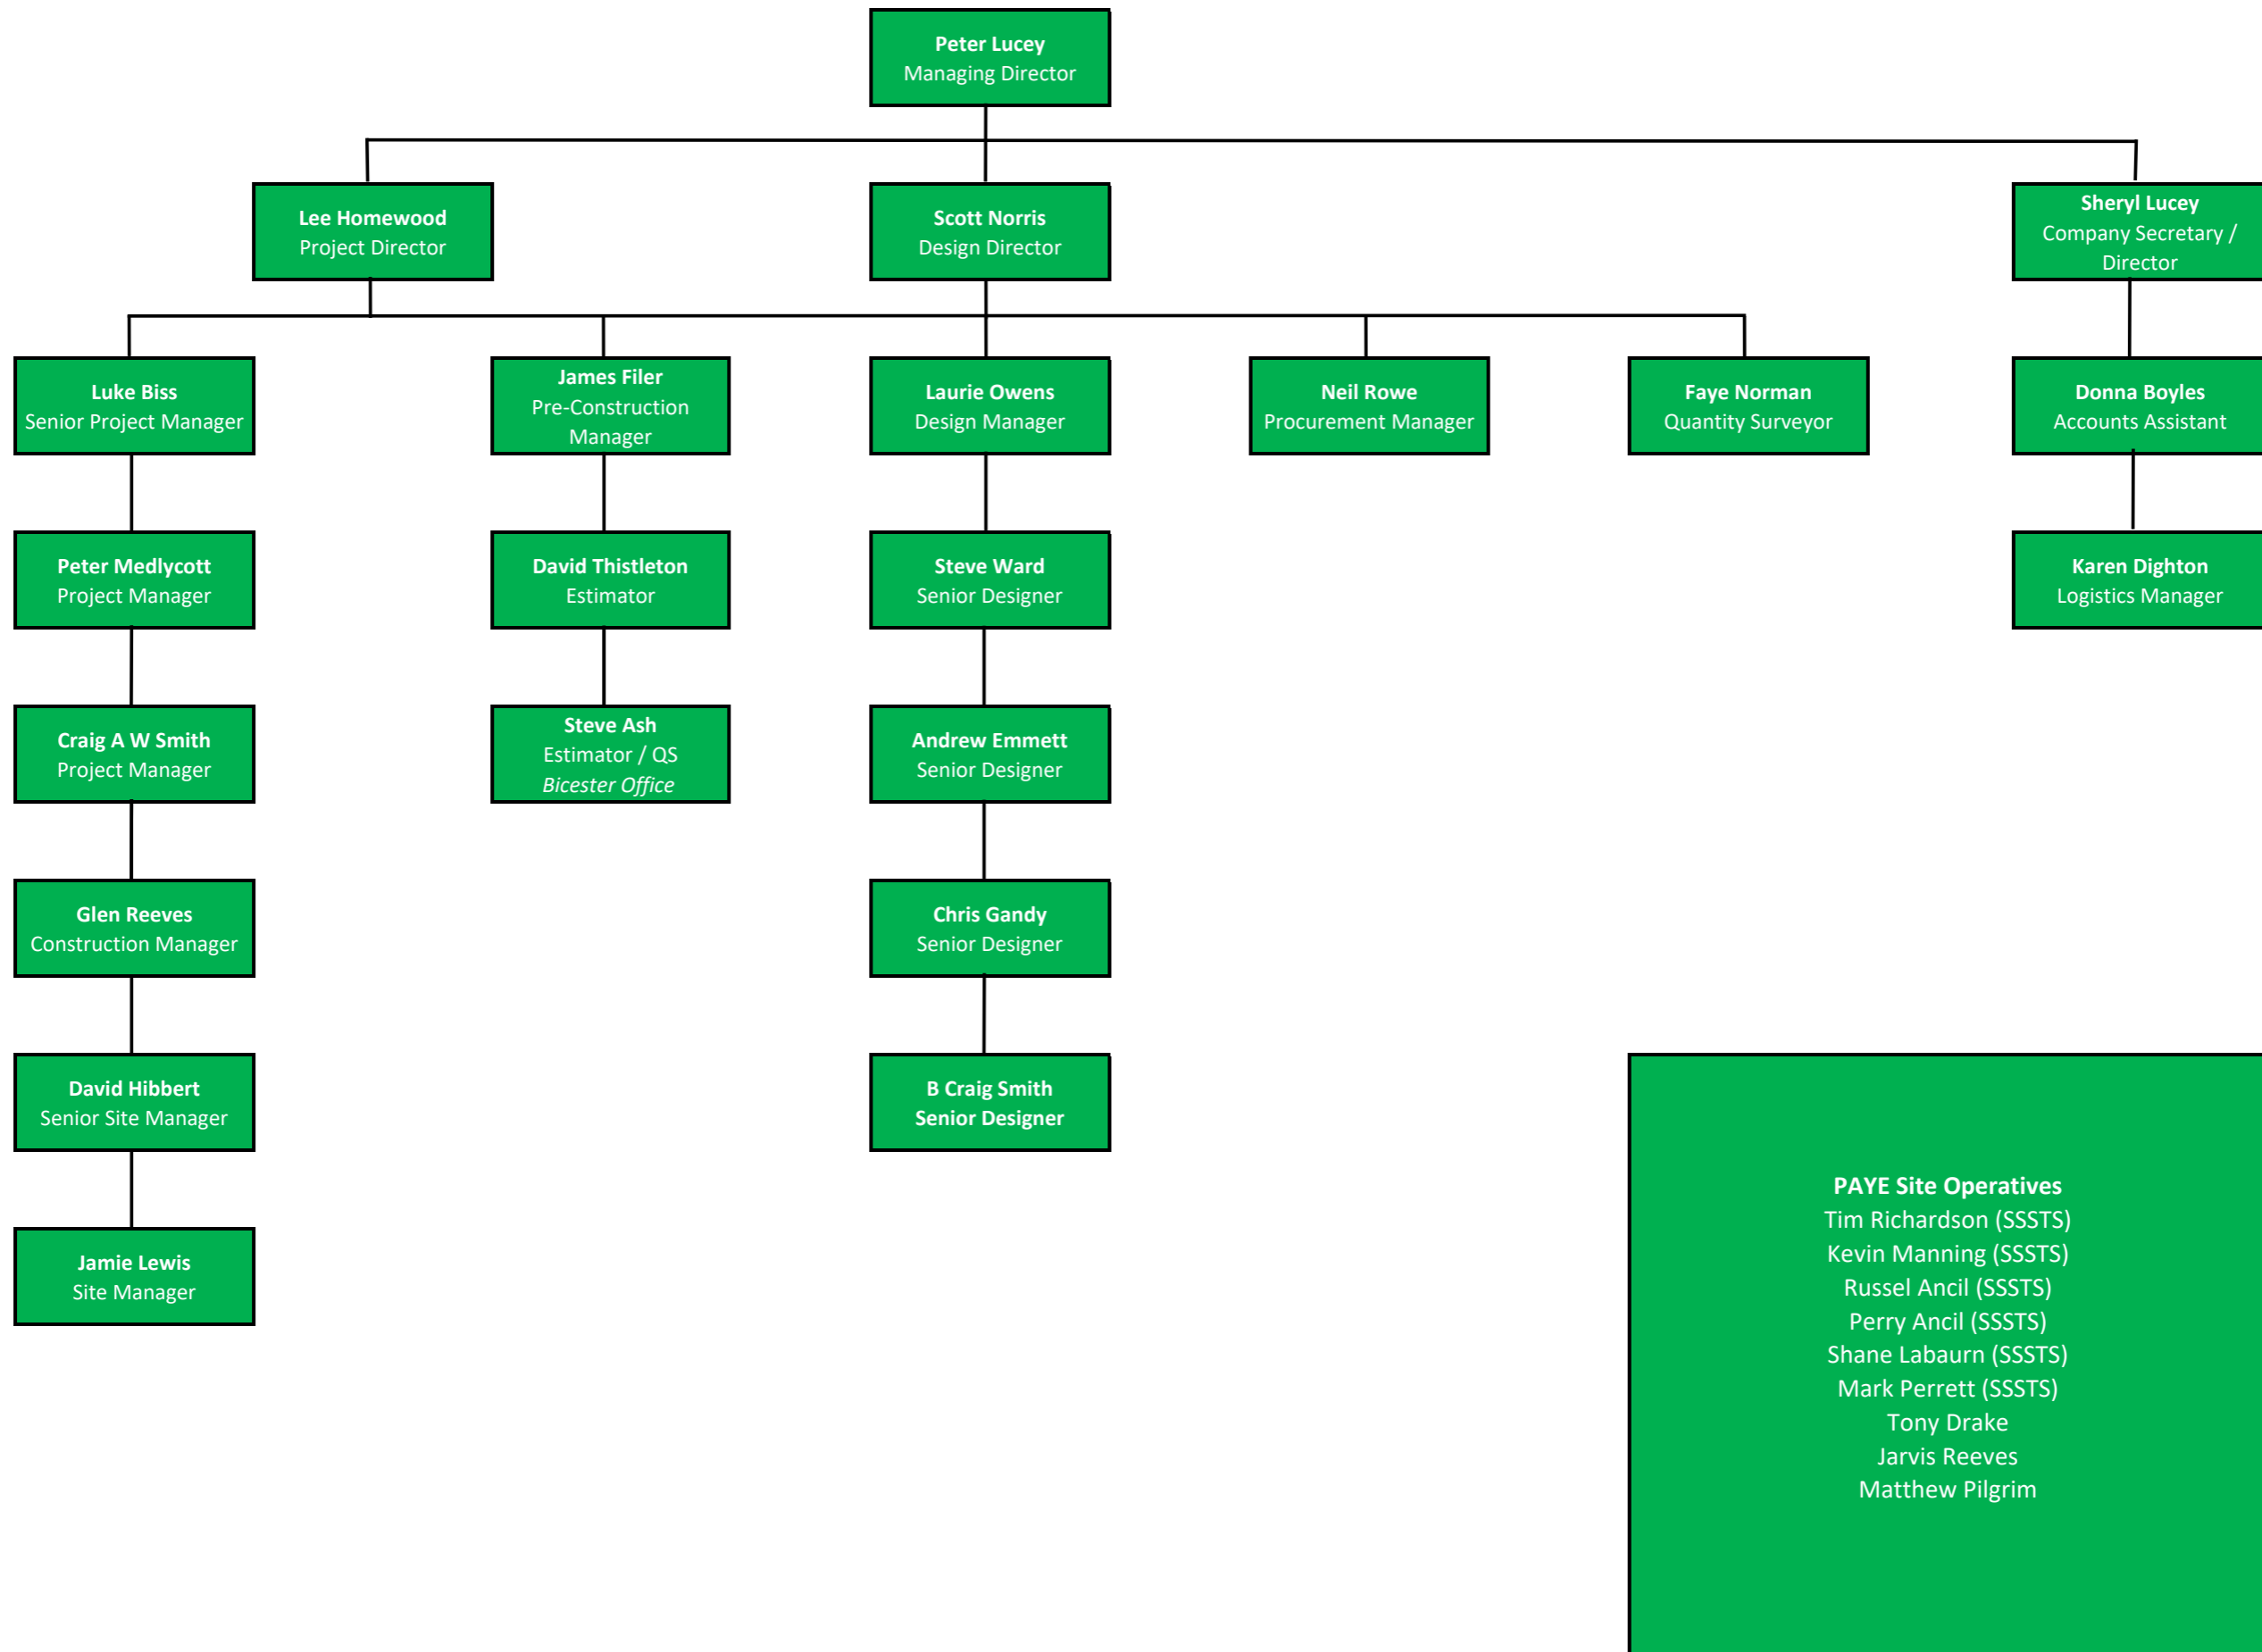 Peter Lucey
Managing Director
Lee Homewood
Project Director
Scott Norris
Design Director
Sheryl Lucey
Company Secretary /
Director
Luke Biss
Senior Project Manager
James Filer
Pre-Construction
Manager
Laurie Owens
Design Manager
Neil Rowe
Procurement Manager
Faye Norman
Quantity Surveyor
Donna Boyles
Accounts Assistant
Peter Medlycott
Project Manager
David Thistleton
Estimator
Steve Ward
Senior Designer
Karen Dighton
Logistics Manager
Craig A W Smith
Project Manager
Steve Ash
Estimator / QS
Bicester Office
Andrew Emmett
Senior Designer
Glen Reeves
Construction Manager
Chris Gandy
Senior Designer
David Hibbert
Senior Site Manager
B Craig Smith
Senior Designer
Jamie Lewis
Site Manager
PAYE Site Operatives
Tim Richardson (SSSTS)
Kevin Manning (SSSTS)
Russel Ancil (SSSTS)
Perry Ancil (SSSTS)
Shane Labaurn (SSSTS)
Mark Perrett (SSSTS)
Tony Drake
Jarvis Reeves
Matthew Pilgrim